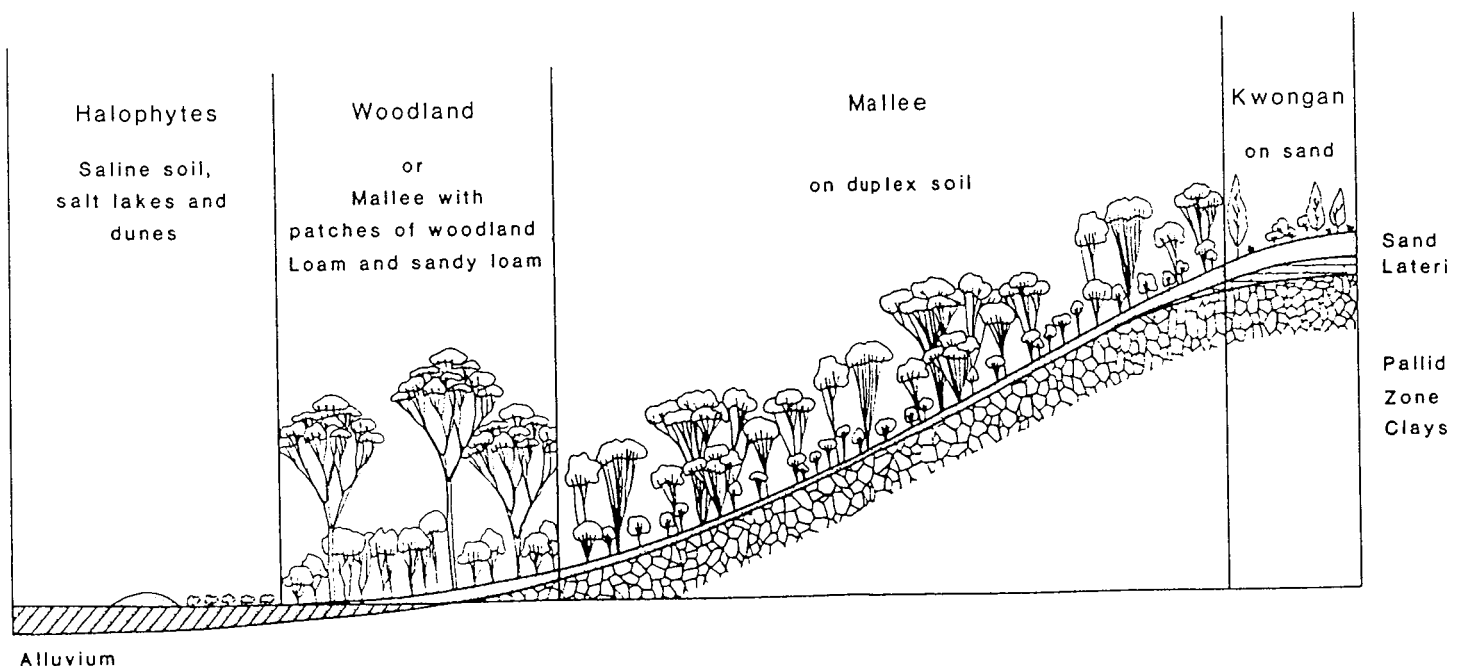 Halophytes
Saline soil,
salt lakes and
dunes
Woodland
or
Mallee with
patches of woodland
Loam and sandy loam
Mallee
on duplex soil
Kwongan
on sand
Sand
Lateri
Pallid
Zone
Clays
Alluvium